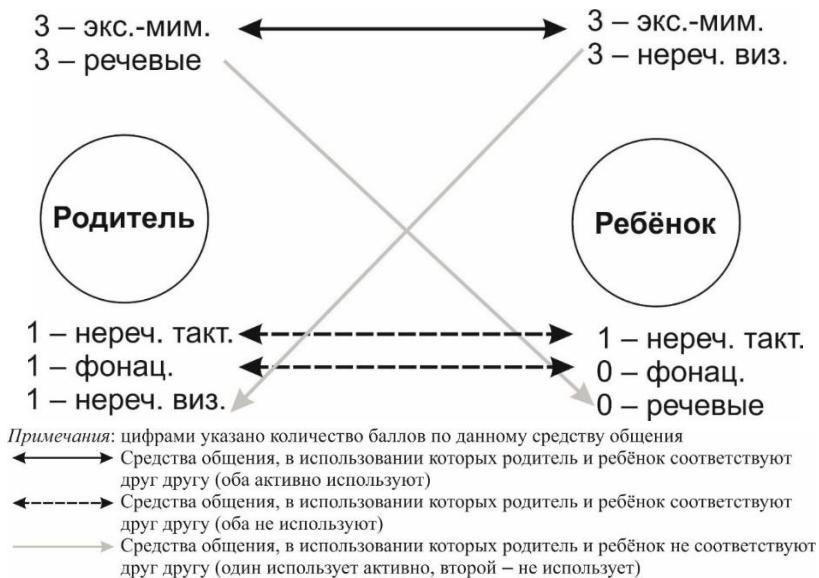 3 – экс.-мим.
3 – речевые
3 – экс.-мим.
3 – нереч. виз.
Родитель
Ребёнок
1 – нереч. такт.
1 – фонац.
1 – нереч. виз.
1 – нереч. такт.
0 – фонац.
0 – речевые
Примечания: цифрами указано количество баллов по данному средству общения
Средства общения, в использовании которых родитель и ребёнок соответствуют
друг другу (оба активно используют)
Средства общения, в использовании которых родитель и ребёнок соответствуют
друг другу (оба не используют)
Средства общения, в использовании которых родитель и ребёнок не соответствуют
друг другу (один использует активно, второй – не использует)